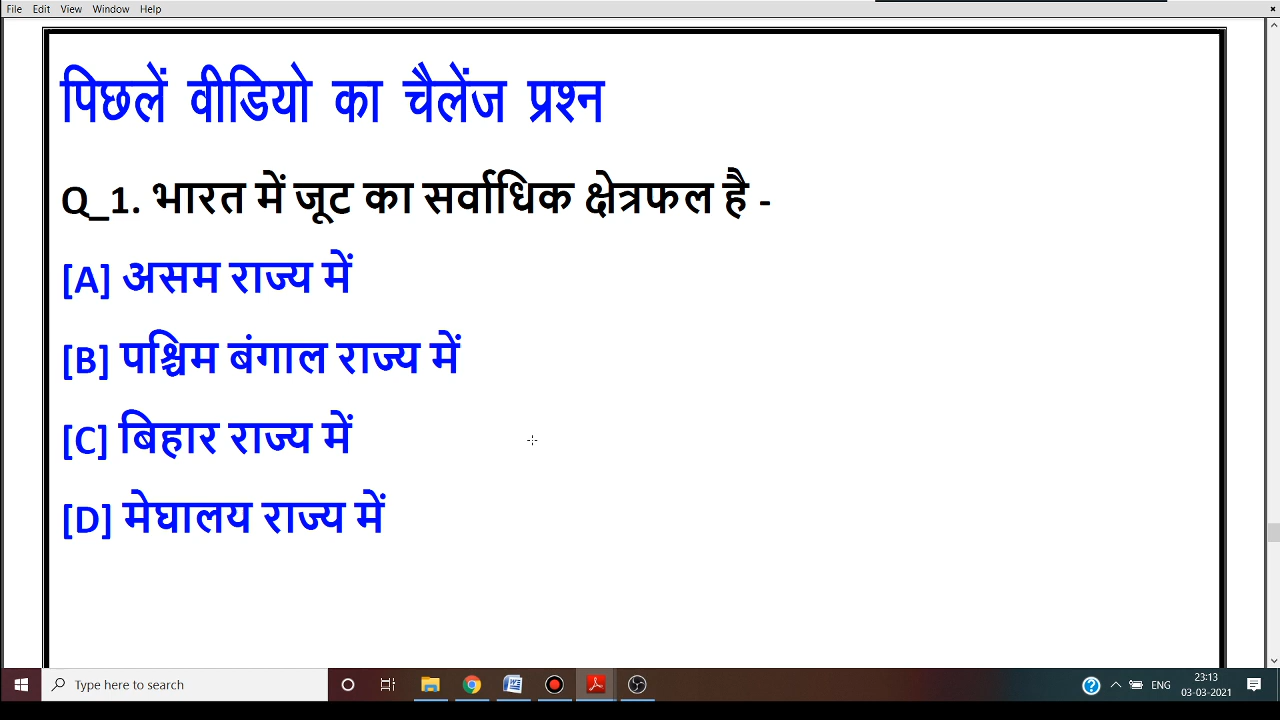 File Edit View Window Help
पिछलें वीडियो का चैलेंज प्रश्न
Q_1. भारत में जूट का सर्वाधिक क्षेत्रफल है -
[A] असम राज्य में
[B] पश्चिम बंगाल राज्य में
[C] बिहार राज्य में
[D] मेघालय राज्य में
Type here to search
ENG
23:13
03-03-2021